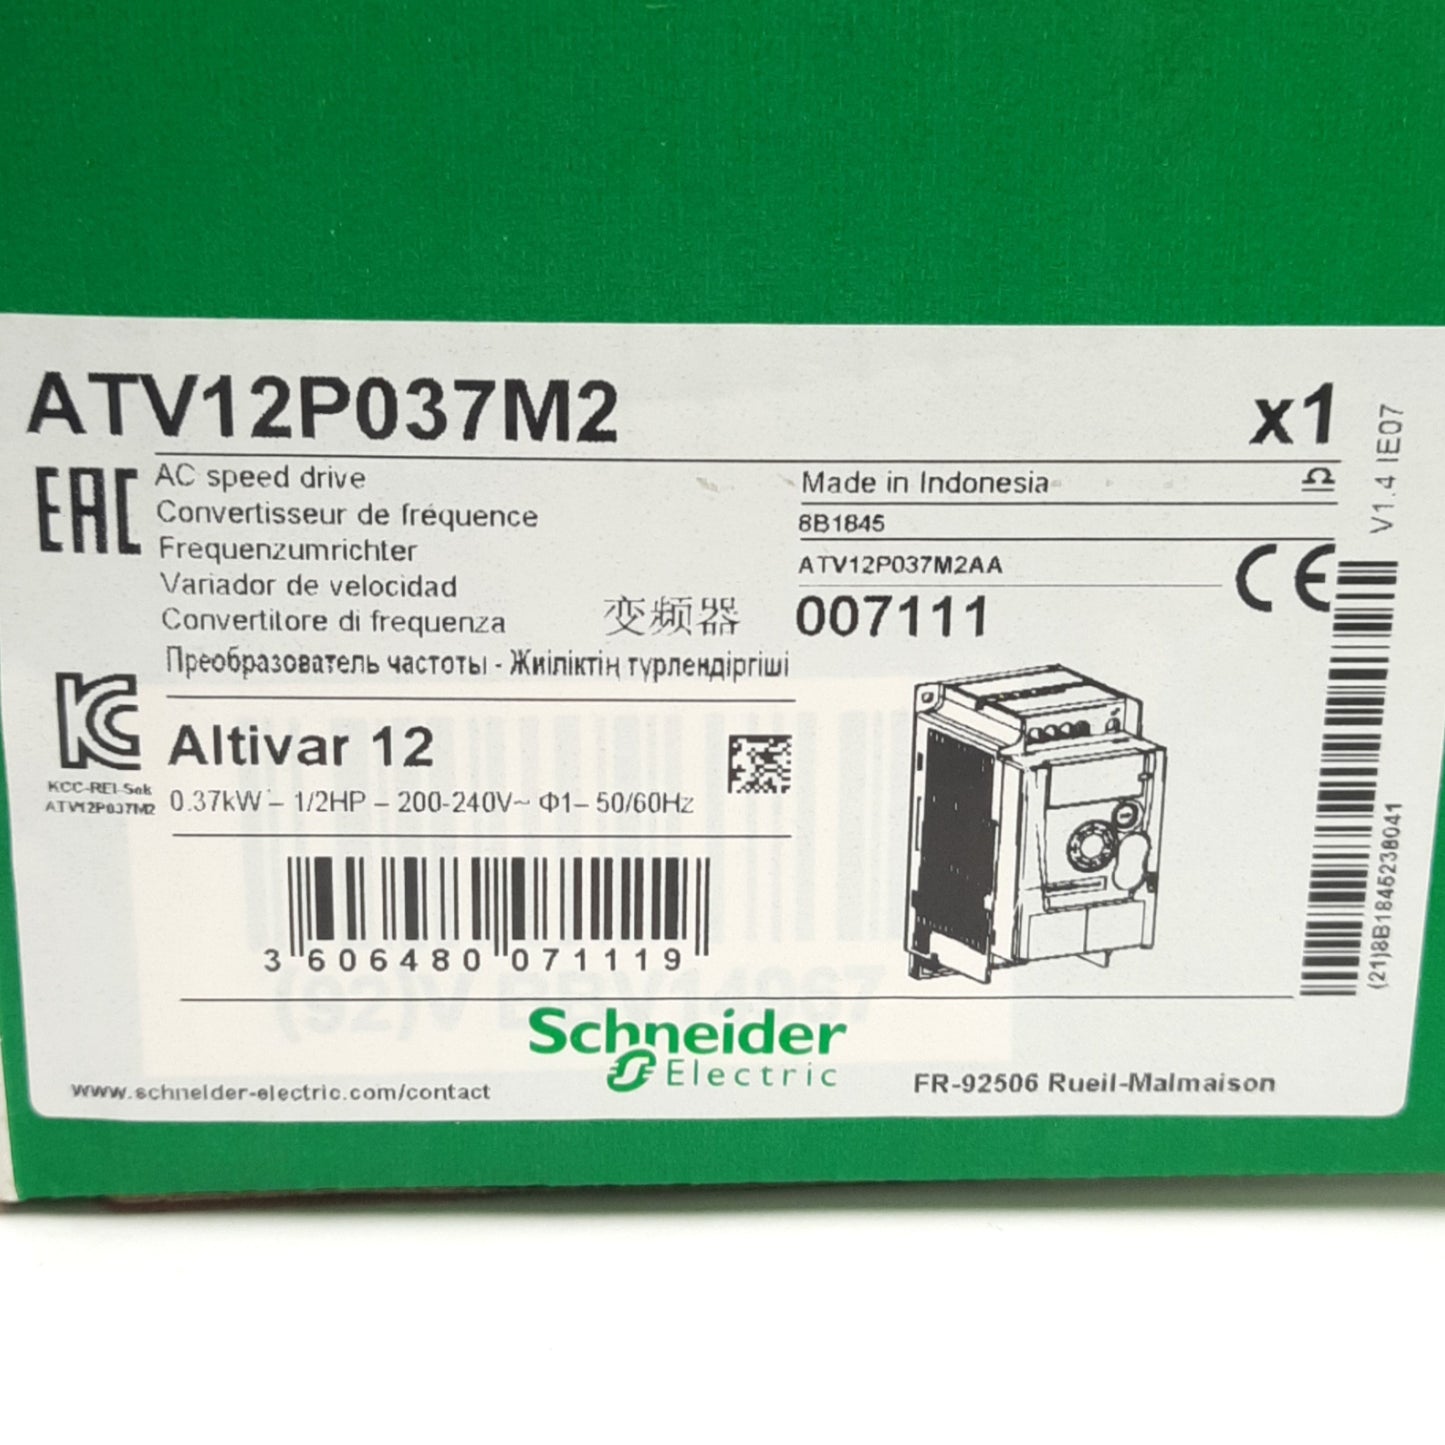 ATV12P037M2
x1
EAC
AC speed drive
Convertisseur de fréquence
Frequenzumrichter
Variador de velocidad
Convertitore di frequenza
变频器
Преобразователь частоты - Жиіліктің түрлендіргіші
Made in Indonesia
8B1845
ATV12P037M2AA
007111
CE
V1.4 IE07
KCC-REI-Sek
ATV12P037M2
Altivar 12
0.37kW - 1/2HP - 200-240V~ Φ1- 50/60Hz
3 606480 071119
(21)8B1845238041
(92)V
Schneider
Electric
www.schneider-electric.com/contact
FR-92506 Rueil-Malmaison